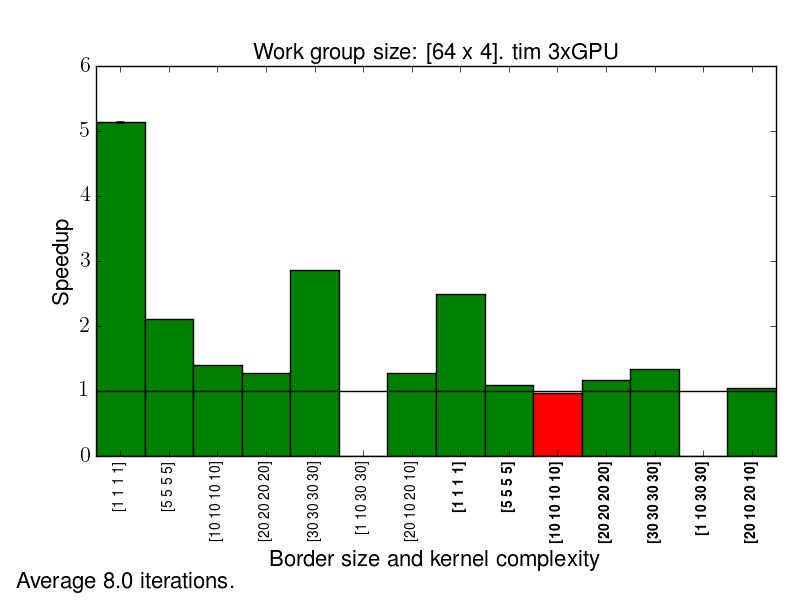 Work group size: [64 x 4]. tim 3xGPU
6
5
4
3
2
1
0
Speedup
[1 1 1 1]
[5 5 5 5]
[10 10 10 10]
[20 20 20 20]
[30 30 30 30]
[1 10 30 30]
[20 10 20 10]
[1 1 1 1]
[5 5 5 5]
[10 10 10 10]
[20 20 20 20]
[30 30 30 30]
[1 10 30 30]
[20 10 20 10]
Border size and kernel complexity
Average 8.0 iterations.